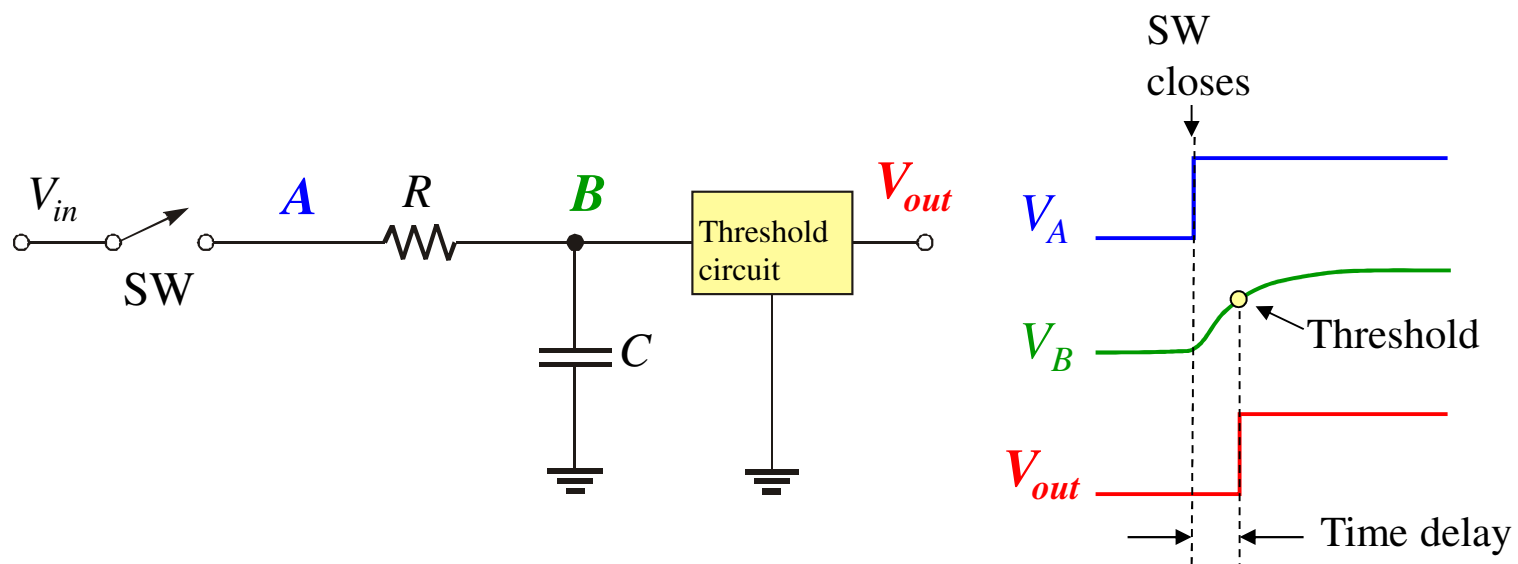 SW
closes
V_in
A
R
B
V_out
Threshold
circuit
SW
C
V_A
V_B
Threshold
V_out
Time delay